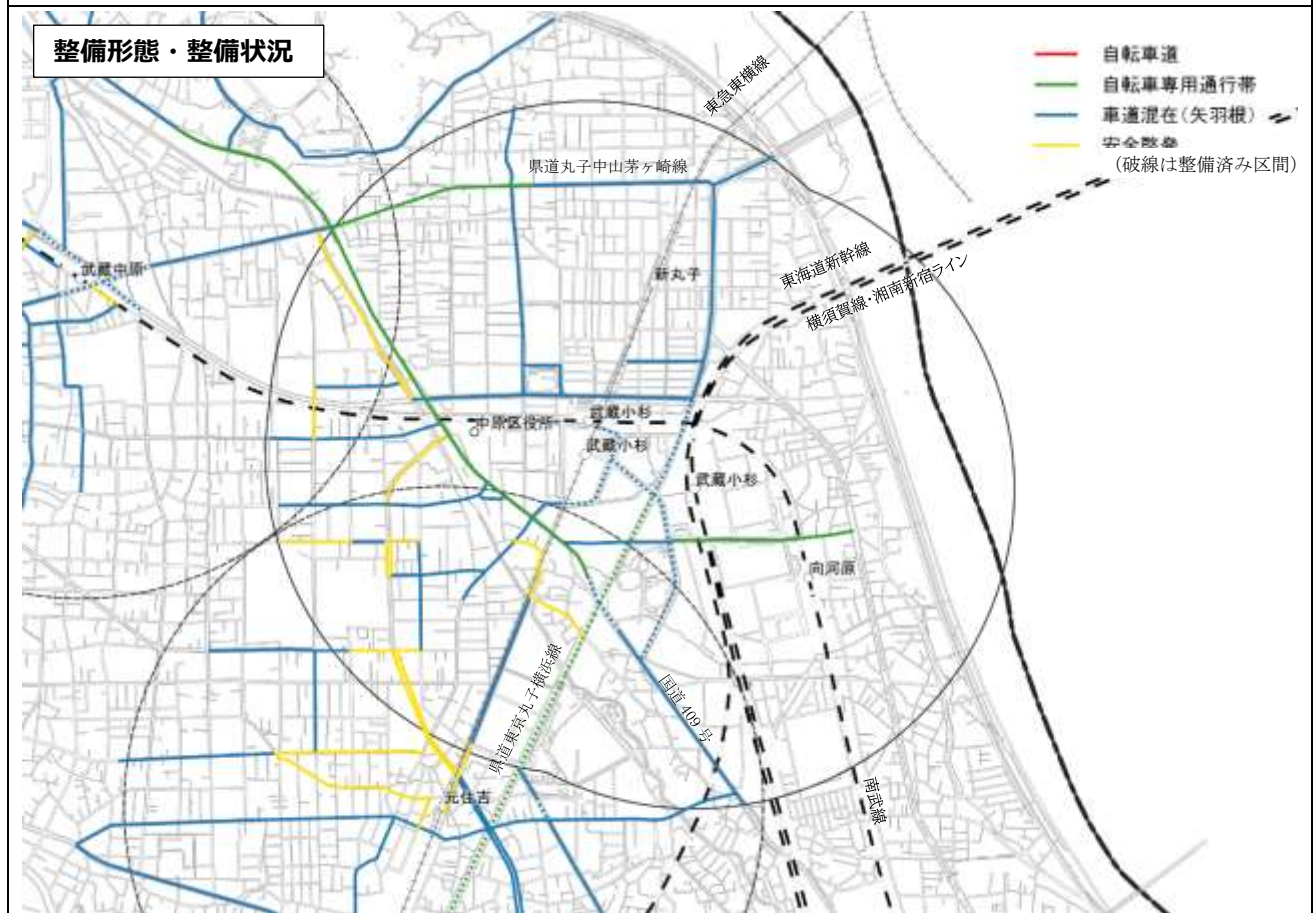 整備形態・整備状況
自転車道
自転車専用通行帯
車道混在(矢羽根)
安全啓発
(破線は整備済み区間)
東急東横線
県道丸子中山茅ヶ崎線
東海道新幹線
横須賀線・湘南新宿ライン
新丸子
武蔵中原
中原区役所
武蔵小杉
武蔵小杉
武蔵小杉
向河原
県道東京丸子横浜線
国道409号
南武線
元住吉